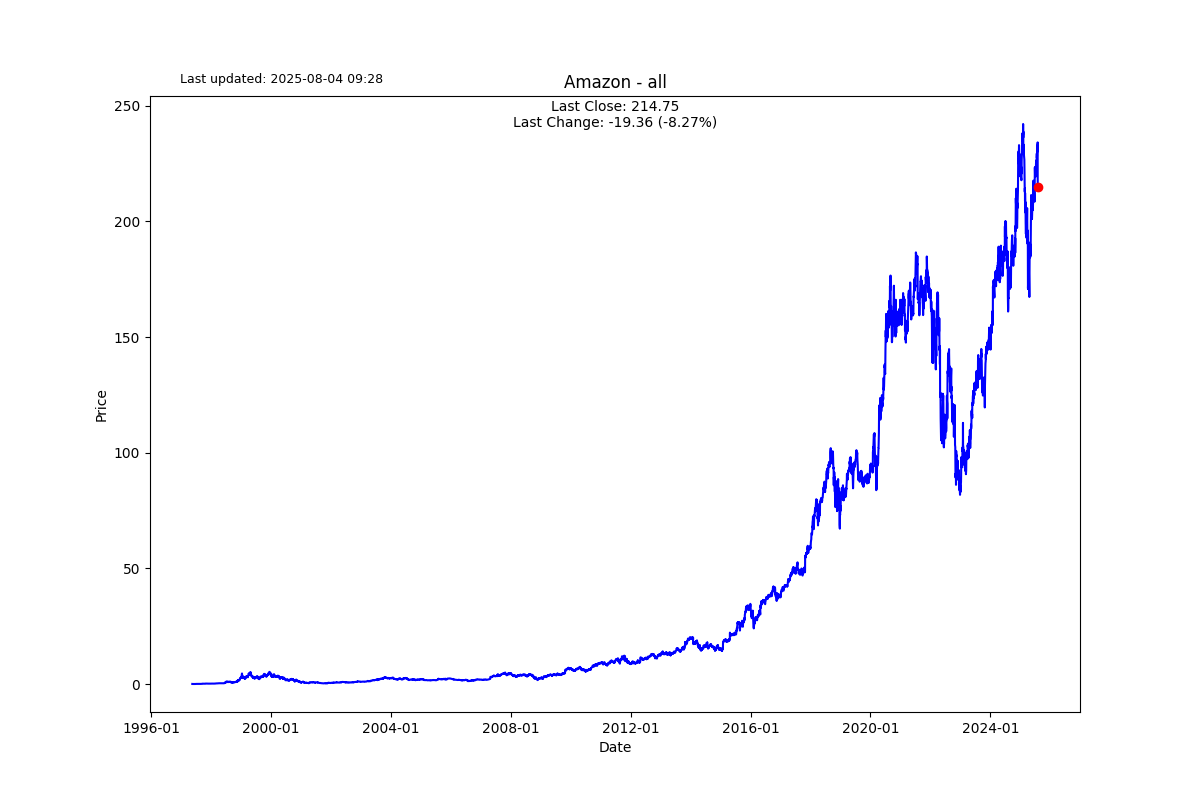 Last updated: 2025-08-04 09:28
Amazon - all
Last Close: 214.75
Last Change: -19.36 (-8.27%)
250
200
150
100
50
0
Price
1996-01 2000-01 2004-01 2008-01 2012-01 2016-01 2020-01 2024-01
Date